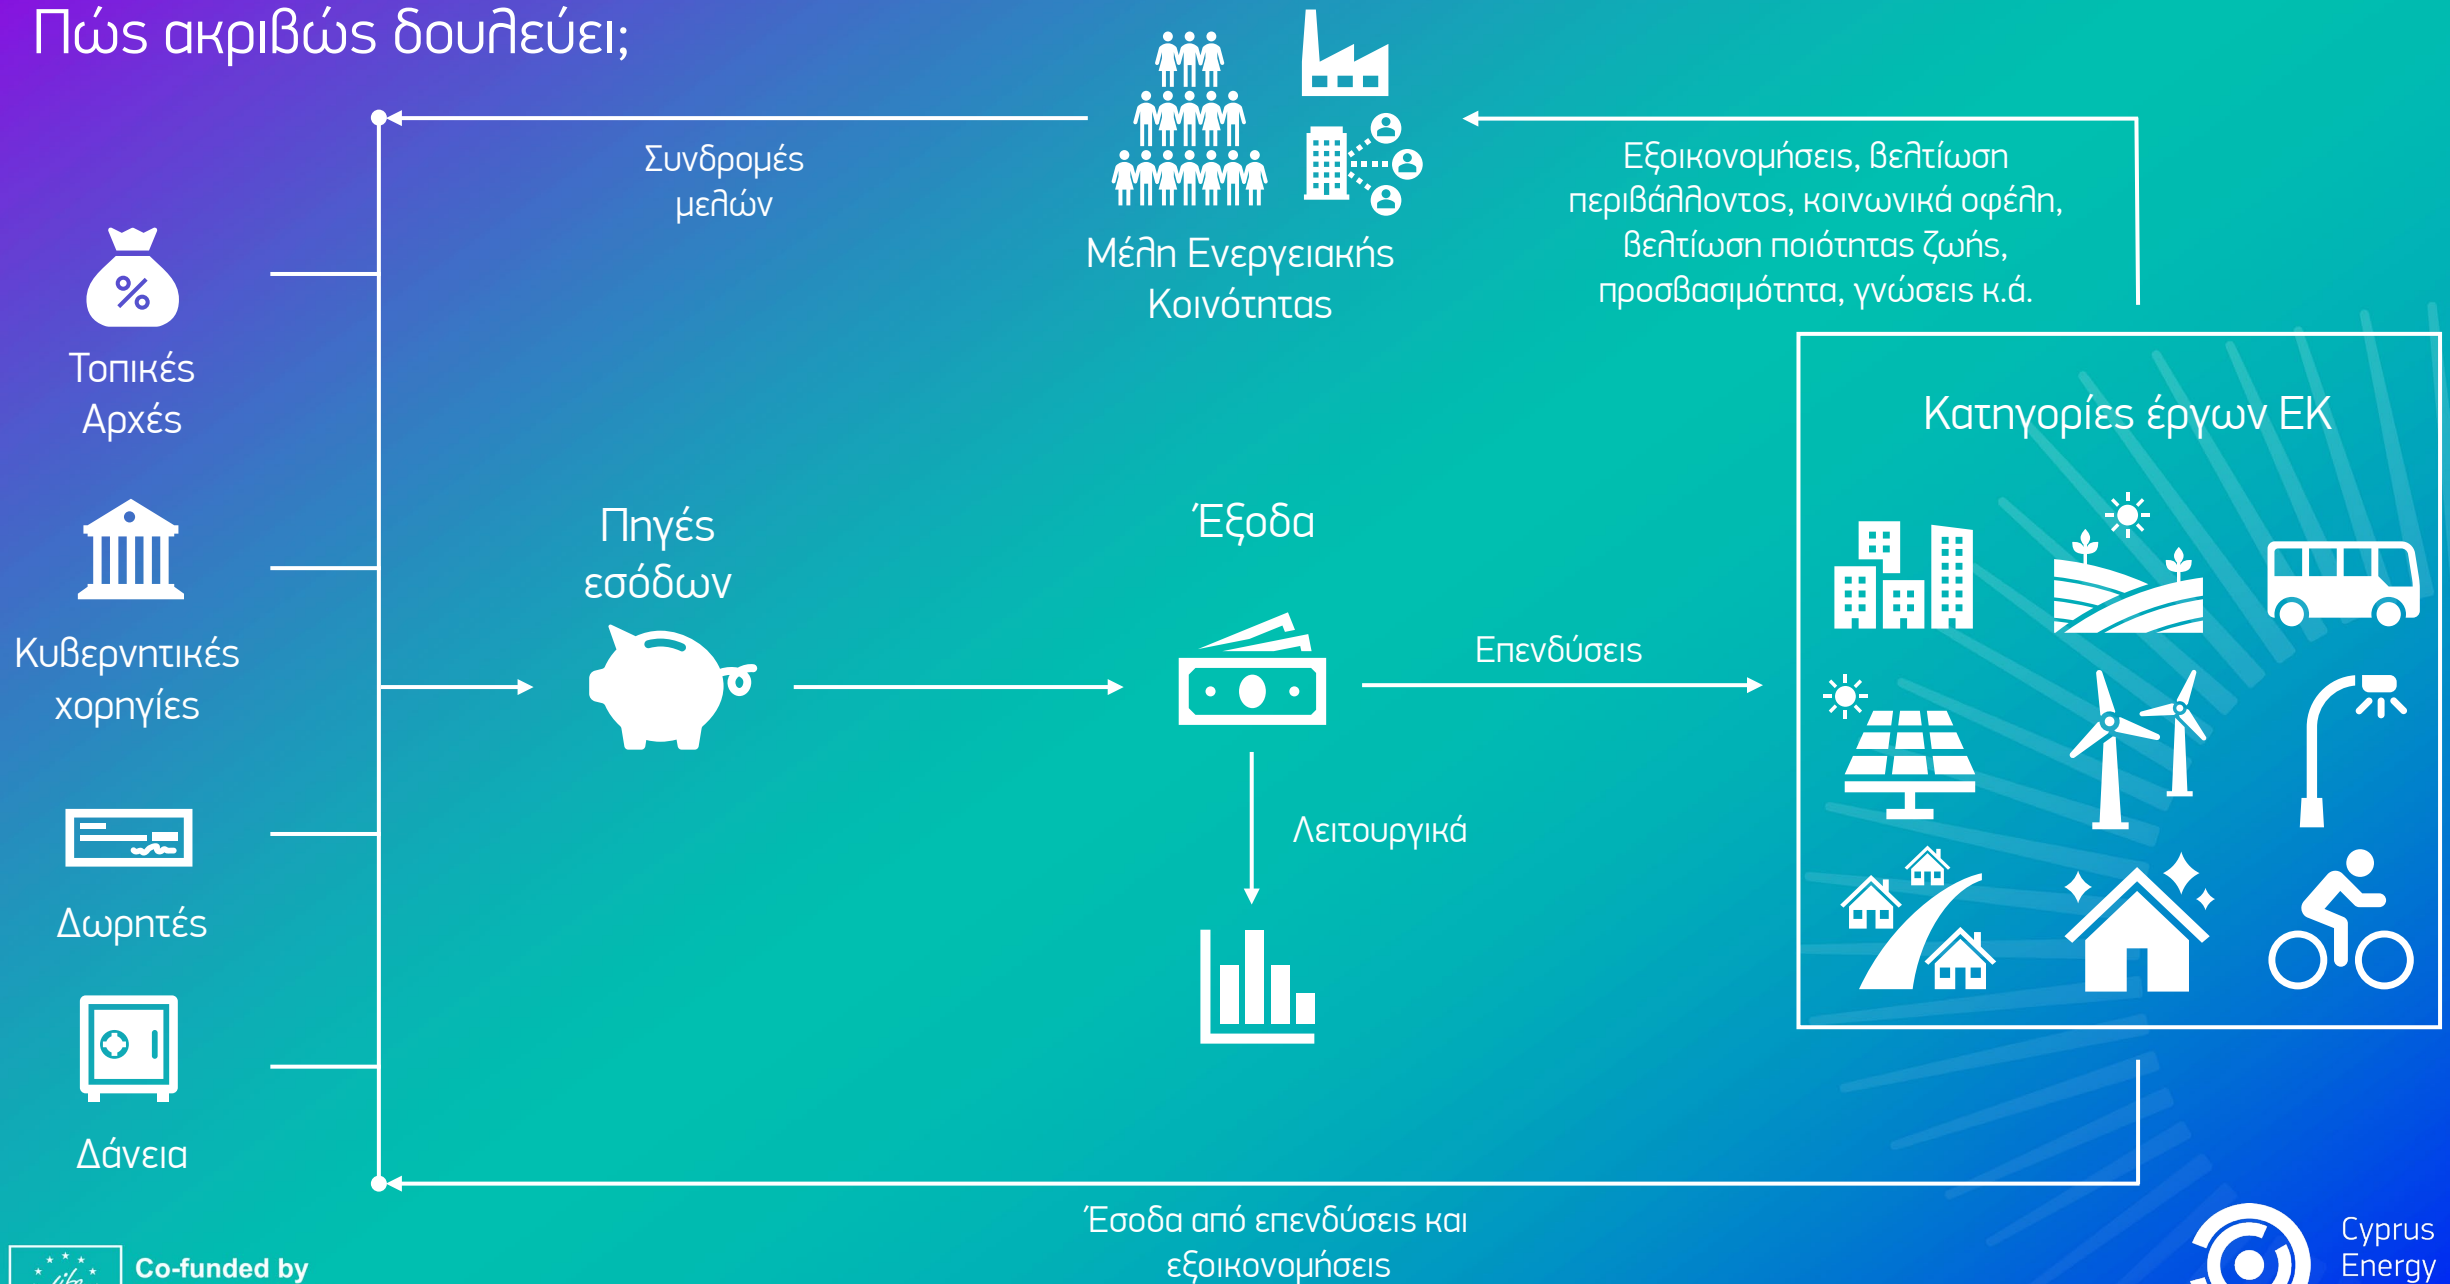 Πώς ακριβώς δουλεύει;
Συνδρομές
μελών
Μέλη Ενεργειακής
Κοινότητας
Εξοικονομήσεις, βελτίωση
περιβάλλοντος, κοινωνικά οφέλη,
βελτίωση ποιότητας ζωής,
προσβασιμότητα, γνώσεις κ.ά.
%
Τοπικές
Αρχές
Κυβερνητικές
χορηγίες
Δωρητές
Δάνεια
Πηγές
εσόδων
Έξοδα
Επενδύσεις
Λειτουργικά
Κατηγορίες έργων ΕΚ
Έσοδα από επενδύσεις και
εξοικονομήσεις
Co-funded by
Cyprus
Energy